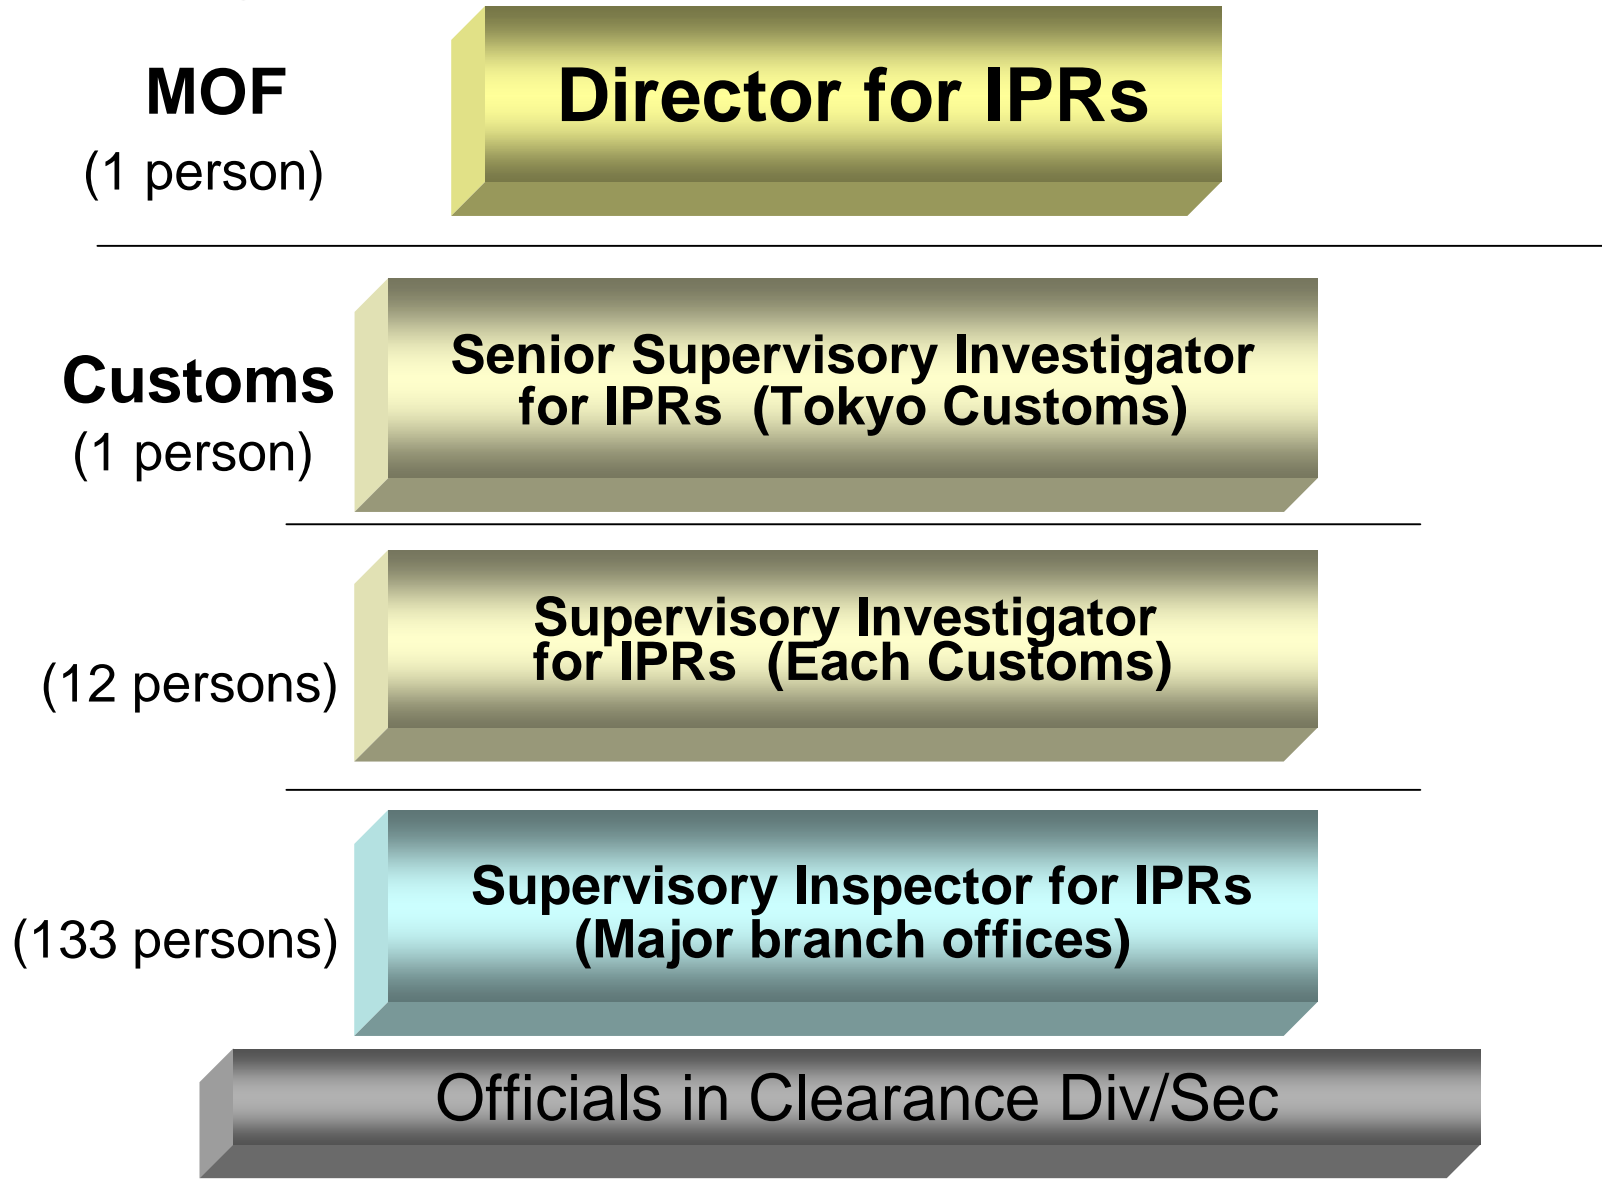 MOF
(1 person)
Director for IPRs
Customs
(1 person)
Senior Supervisory Investigator
for IPRs (Tokyo Customs)
(12 persons)
Supervisory Investigator
for IPRs (Each Customs)
(133 persons)
Supervisory Inspector for IPRs
(Major branch offices)
Officials in Clearance Div/Sec